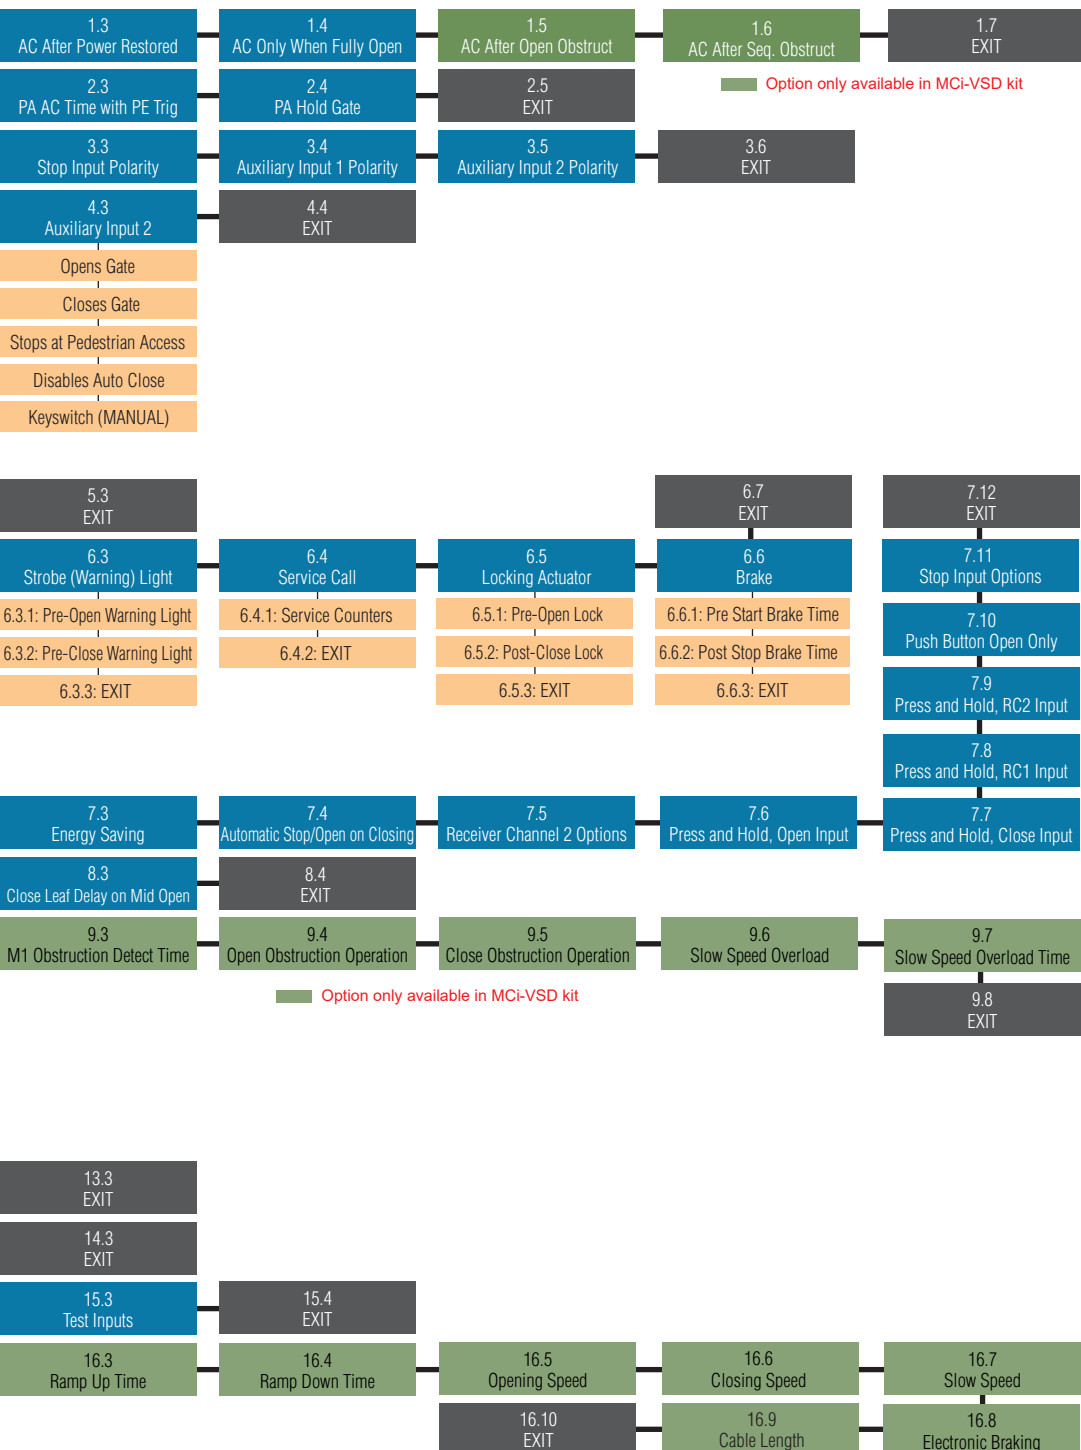 1.3
AC After Power Restored
1.4
AC Only When Fully Open
1.5
AC After Open Obstruct
1.6
AC After Seq. Obstruct
1.7
EXIT
2.3
PA AC Time with PE Trig
2.4
PA Hold Gate
2.5
EXIT
Option only available in MCi-VSD kit
3.3
Stop Input Polarity
3.4
Auxiliary Input 1 Polarity
3.5
Auxiliary Input 2 Polarity
3.6
EXIT
4.3
Auxiliary Input 2
4.4
EXIT
Opens Gate
Closes Gate
Stops at Pedestrian Access
Disables Auto Close
Keyswitch (MANUAL)
5.3
EXIT
6.7
EXIT
7.12
EXIT
6.3
Strobe (Warning) Light
6.4
Service Call
6.5
Locking Actuator
6.6
Brake
7.11
Stop Input Options
6.3.1: Pre-Open Warning Light
6.4.1: Service Counters
6.5.1: Pre-Open Lock
6.6.1: Pre Start Brake Time
7.10
Push Button Open Only
6.3.2: Pre-Close Warning Light
6.4.2: EXIT
6.5.2: Post-Close Lock
6.6.2: Post Stop Brake Time
6.3.3: EXIT
6.5.3: EXIT
6.6.3: EXIT
7.9
Press and Hold, RC2 Input
7.8
Press and Hold, RC1 Input
7.3
Energy Saving
7.4
Automatic Stop/Open on Closing
7.5
Receiver Channel 2 Options
7.6
Press and Hold, Open Input
7.7
Press and Hold, Close Input
8.3
Close Leaf Delay on Mid Open
8.4
EXIT
9.3
M1 Obstruction Detect Time
9.4
Open Obstruction Operation
9.5
Close Obstruction Operation
9.6
Slow Speed Overload
9.7
Slow Speed Overload Time
Option only available in MCi-VSD kit
9.8
EXIT
13.3
EXIT
14.3
EXIT
15.3
Test Inputs
15.4
EXIT
16.3
Ramp Up Time
16.4
Ramp Down Time
16.5
Opening Speed
16.6
Closing Speed
16.7
Slow Speed
16.10
EXIT
16.9
Cable Length
16.8
Electronic Braking